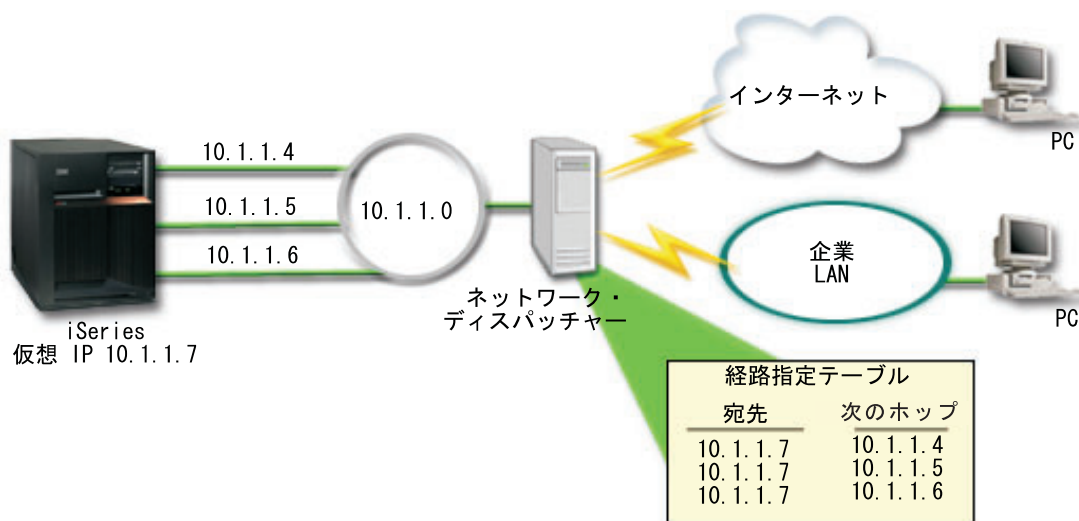 インターネット
PC
10.1.1.4
10.1.1.5
10.1.1.6
10.1.1.0
企業
LAN
PC
ネットワーク・
ディスパッチャー
iSeries
仮想 IP 10.1.1.7
経路指定テーブル
宛先 次のホップ
10.1.1.7 10.1.1.4
10.1.1.7 10.1.1.5
10.1.1.7 10.1.1.6